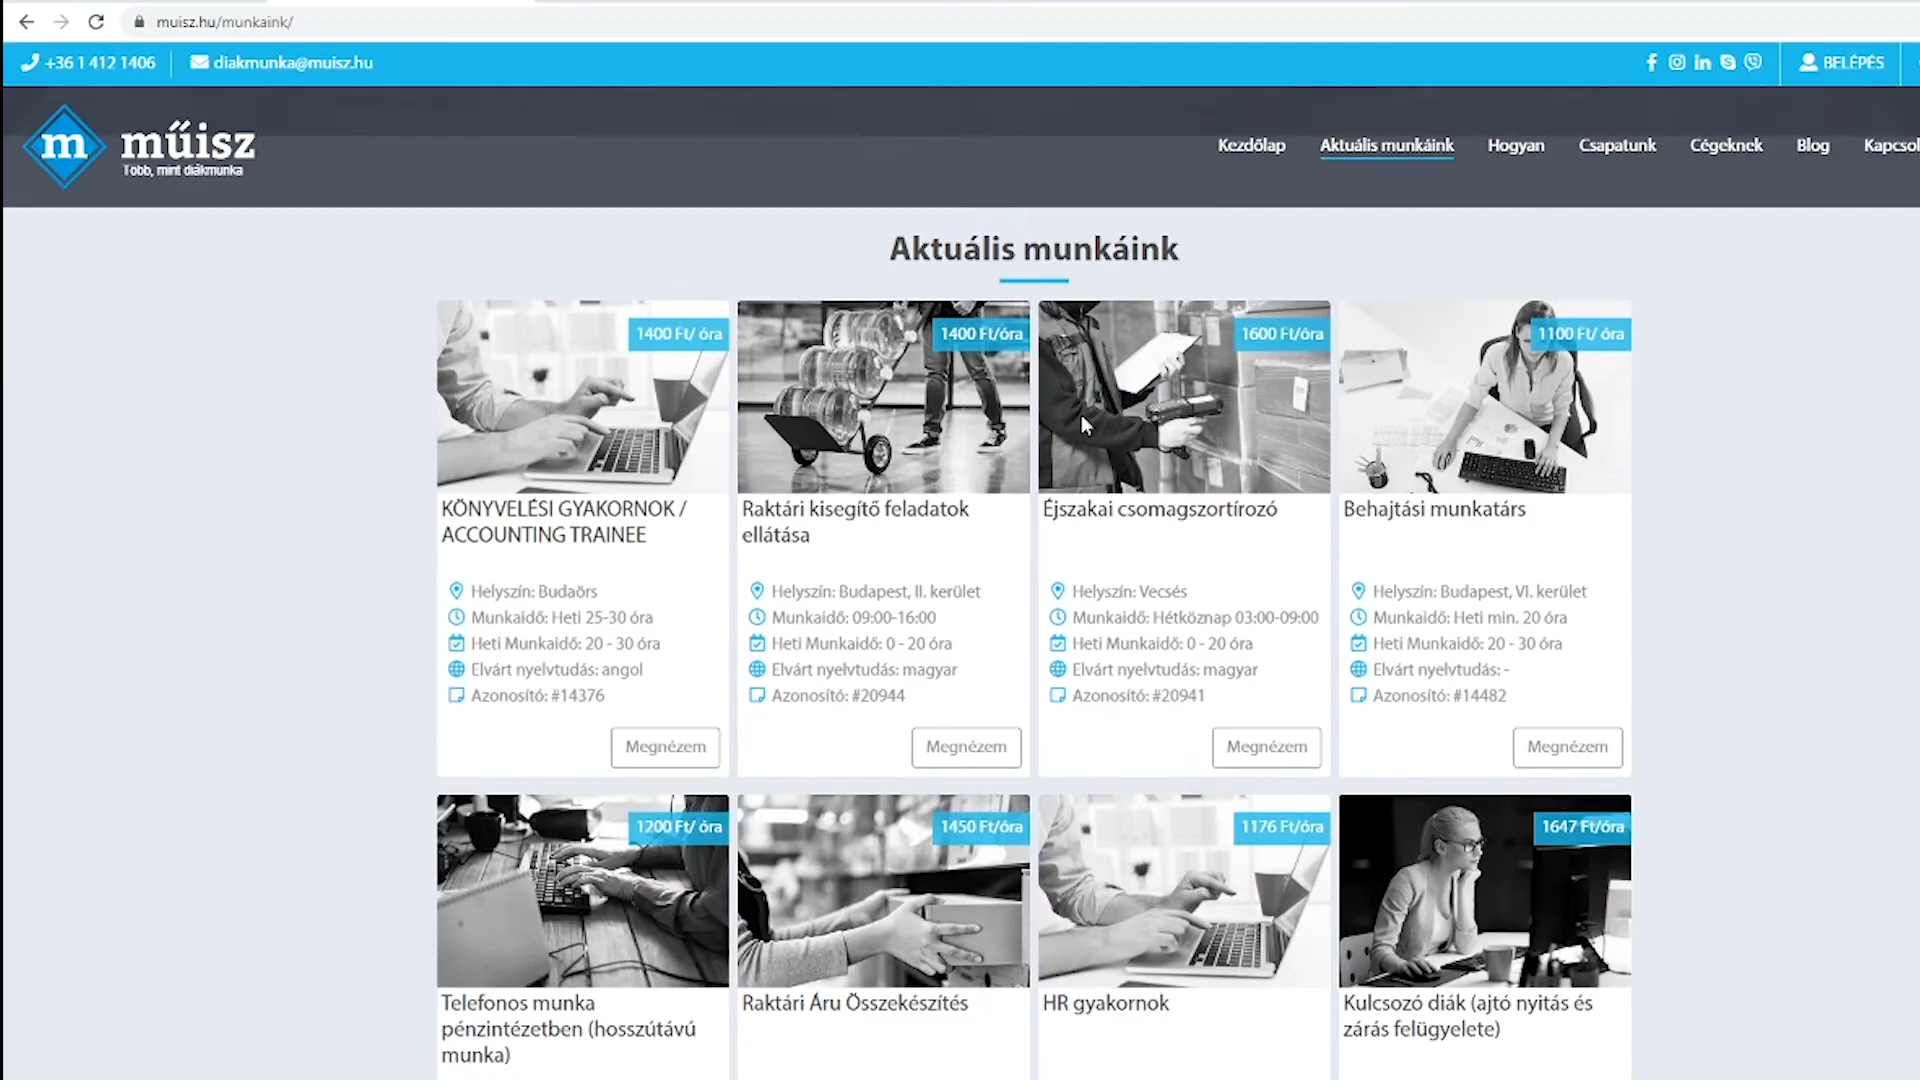 muisz.hu/munkaink/
+36 1 412 1406
diakmunka@muisz.hu
BELÉPÉS
m
műisz
Több, mint diákmunka
Kezdőlap
Aktuális munkáink
Hogyan
Csapatunk
Cégeknek
Blog
Kapcsol
Aktuális munkáink
1400 Ft/ óra
KÖNYVELÉSI GYAKORNOK /
ACCOUNTING TRAINEE
Helyszín: Budaörs
Munkaidő: Heti 25-30 óra
Heti Munkaidő: 20 - 30 óra
Elvárt nyelvtudás: angol
Azonosító: #14376
Megnézem
1400 Ft/óra
Raktári kisegítő feladatok
ellátása
Helyszín: Budapest, II. kerület
Munkaidő: 09:00-16:00
Heti Munkaidő: 0 - 20 óra
Elvárt nyelvtudás: magyar
Azonosító: #20944
Megnézem
1600 Ft/óra
Éjszakai csomagszortírozó
Helyszín: Vecsés
Munkaidő: Hétköznap 03:00-09:00
Heti Munkaidő: 0 - 20 óra
Elvárt nyelvtudás: magyar
Azonosító: #20941
Megnézem
1100 Ft/ óra
Behajtási munkatárs
Helyszín: Budapest, VI. kerület
Munkaidő: Heti min. 20 óra
Heti Munkaidő: 20 - 30 óra
Elvárt nyelvtudás: -
Azonosító: #14482
Megnézem
1200 Ft/ óra
Telefonos munka
pénzintézetben (hosszútávú
munka)
1450 Ft/óra
Raktári Áru Összekészítés
1176 Ft/óra
HR gyakornok
1647 Ft/óra
Kulcsozó diák (ajtó nyitás és
zárás felügyelete)